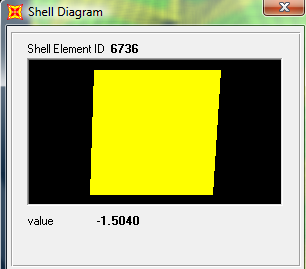 Shell Diagram
Shell Element ID 6736
value -1.5040